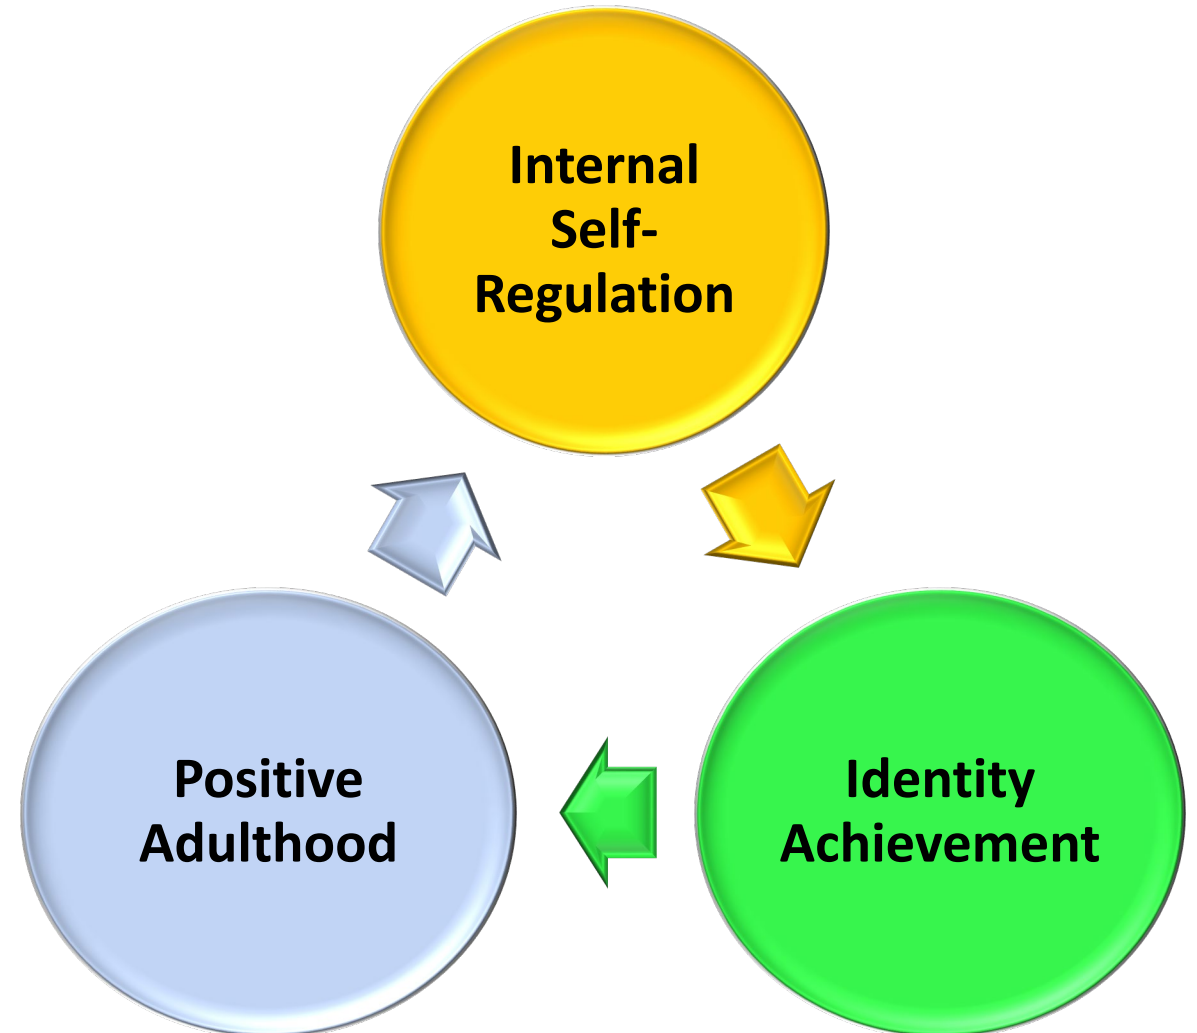 Internal
Self-
Regulation
Positive
Adulthood
Identity
Achievement